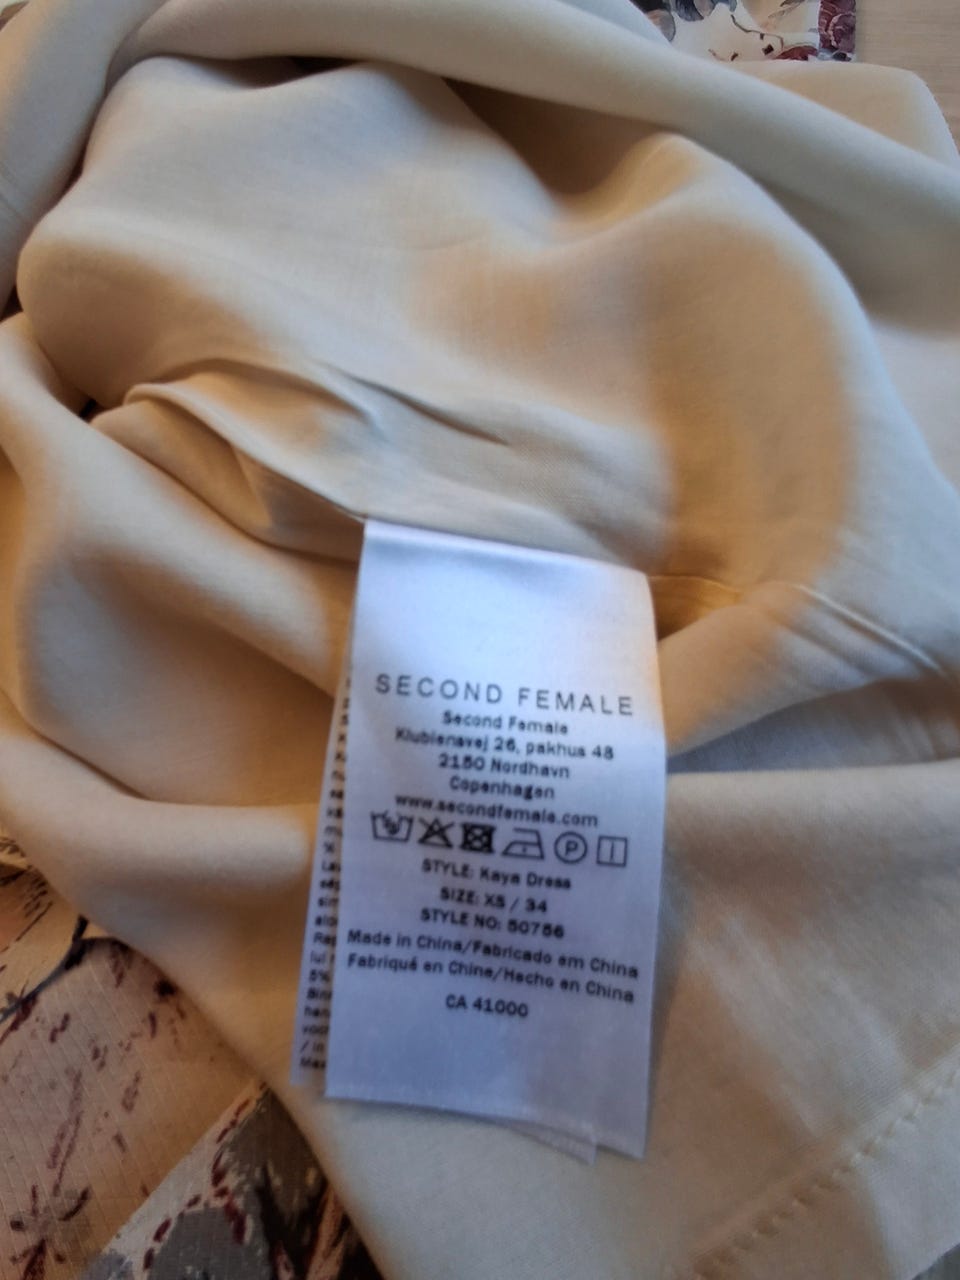 SECOND FEMALE
Second Female
Klubiensvej 26, pakhus 48
2150 Nordhavn
Copenhagen
www.secondfemale.com
P
STYLE: Kaya Dress
SIZE: XS / 34
STYLE NO: 50756
Made in China/Fabricado em China
Fabriqué en Chine/Hecho en China
CA 41000